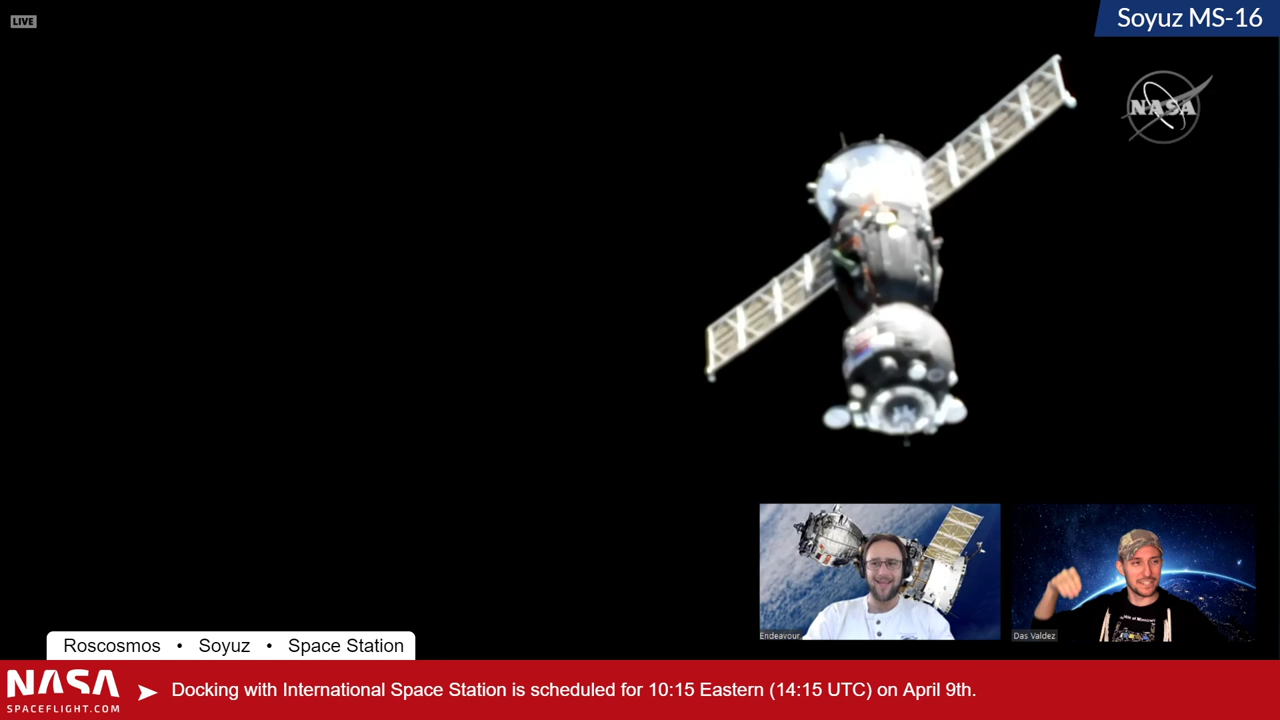 LIVE
Soyuz MS-16
NASA
Endeavour
Das Valdez
Roscosmos • Soyuz • Space Station
NASA
SPACEFLIGHT.COM
Docking with International Space Station is scheduled for 10:15 Eastern (14:15 UTC) on April 9th.